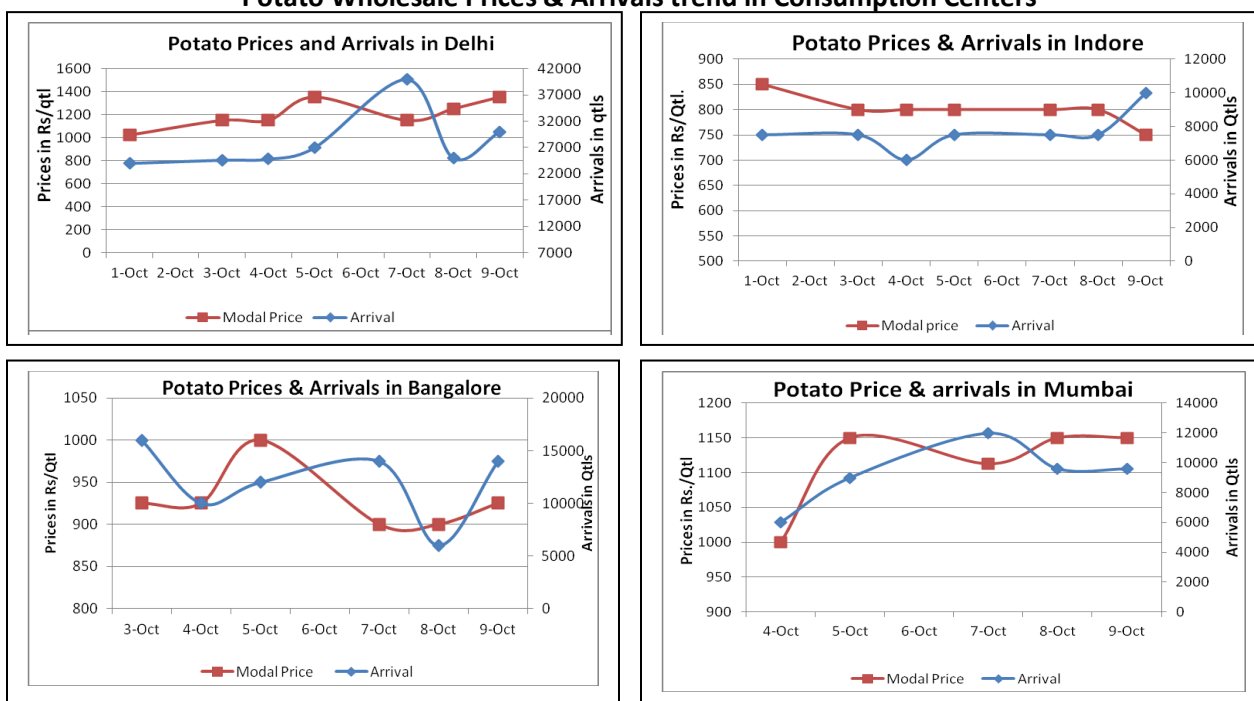 Potato Wholesale Prices & Arrivals trend in Consumption Centers
Potato Prices and Arrivals in Delhi
Prices in Rs/qtl
1600
1400
1200
1000
800
600
400
200
0
42000
37000
32000
27000
22000
17000
12000
7000
Arrivals in qtls
1-Oct 2-Oct 3-Oct 4-Oct 5-Oct 6-Oct 7-Oct 8-Oct 9-Oct
Modal Price Arrival
Potato Prices & Arrivals in Indore
Prices in Rs/Qtl.
900
850
800
750
700
650
600
550
500
12000
10000
8000
6000
4000
2000
0
Arrivals in Qtls
1-Oct 2-Oct 3-Oct 4-Oct 5-Oct 6-Oct 7-Oct 8-Oct 9-Oct
Modal price Arrival
Potato Prices & Arrivals in Bangalore
Prices in Rs/Qtl
1050
1000
950
900
850
800
20000
15000
10000
5000
0
Arrivals in Qtls
3-Oct 4-Oct 5-Oct 6-Oct 7-Oct 8-Oct 9-Oct
Modal Price Arrival
Potato Price & arrivals in Mumbai
Prices in Rs./Qtl
1200
1150
1100
1050
1000
950
900
14000
12000
10000
8000
6000
4000
2000
0
Arrivals in Qtls
4-Oct 5-Oct 6-Oct 7-Oct 8-Oct 9-Oct
Modal Price Arrival